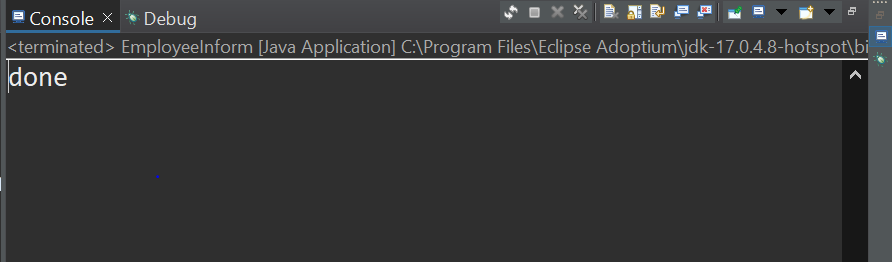 Console × Debug
<terminated> EmployeeInform [Java Application] C:\Program Files\Eclipse Adoptium\jdk-17.0.4.8-hotspot\bi
done